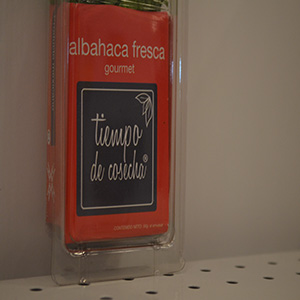 albahaca fresca
gourmet
tiempo
de cosecha®